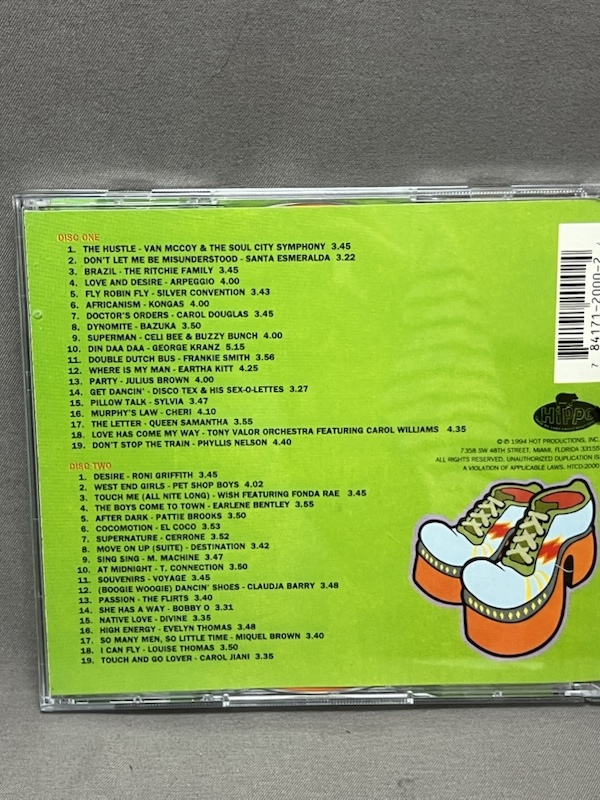 DISC ONE
1. THE HUSTLE - VAN MCCOY & THE SOUL CITY SYMPHONY 3.45
2. DON'T LET ME BE MISUNDERSTOOD - SANTA ESMERALDA 3.22
3. BRAZIL - THE RITCHIE FAMILY 3.45
4. LOVE AND DESIRE - ARPEGGIO 4.00
5. FLY ROBIN FLY - SILVER CONVENTION 3.43
6. AFRICANISM - KONGAS 4.00
7. DOCTOR'S ORDERS - CAROL DOUGLAS 3.45
8. DYNOMITE - BAZUKA 3.50
9. SUPERMAN - CELI BEE & BUZZY BUNCH 4.00
10. DIN DAA DAA - GEORGE KRANZ 5.15
11. DOUBLE DUTCH BUS - FRANKIE SMITH 3.56
12. WHERE IS MY MAN - EARTHA KITT 4.25
13. PARTY - JULIUS BROWN 4.00
14. GET DANCIN' - DISCO TEX & HIS SEX-O-LETTES 3.27
15. PILLOW TALK - SYLVIA 3.47
16. MURPHY'S LAW - CHERI 4.10
17. THE LETTER - QUEEN SAMANTHA 3.55
18. LOVE HAS COME MY WAY - TONY VALOR ORCHESTRA FEATURING CAROL WILLIAMS 4.35
19. DON'T STOP THE TRAIN - PHYLLIS NELSON 4.40
DISC TWO
1. DESIRE - RONI GRIFFITH 3.45
2. WEST END GIRLS - PET SHOP BOYS 4.02
3. TOUCH ME (ALL NITE LONG) - WISH FEATURING FONDA RAE 3.45
4. THE BOYS COME TO TOWN - EARLENE BENTLEY 3.55
5. AFTER DARK - PATTIE BROOKS 3.50
6. COCOMOTION - EL COCO 3.53
7. SUPERNATURE - CERRONE 3.52
8. MOVE ON UP (SUITE) - DESTINATION 3.42
9. SING SING - M. MACHINE 3.47
10. AT MIDNIGHT - T. CONNECTION 3.50
11. SOUVENIRS - VOYAGE 3.45
12. (BOOGIE WOOGIE) DANCIN' SHOES - CLAUDJA BARRY 3.48
13. PASSION - THE FLIRTS 3.40
14. SHE HAS A WAY - BOBBY O 3.31
15. NATIVE LOVE - DIVINE 3.35
16. HIGH ENERGY - EVELYN THOMAS 3.48
17. SO MANY MEN, SO LITTLE TIME - MIQUEL BROWN 3.40
18. I CAN FLY - LOUISE THOMAS 3.50
19. TOUCH AND GO LOVER - CAROL JIANI 3.35
7 84171-2000-2
HIPPO
© ℗ 1994 HOT PRODUCTIONS, INC.
7358 SW 48TH STREET, MIAMI, FLORIDA 33155
ALL RIGHTS RESERVED. UNAUTHORIZED DUPLICATION IS
A VIOLATION OF APPLICABLE LAWS. HTCD-2000